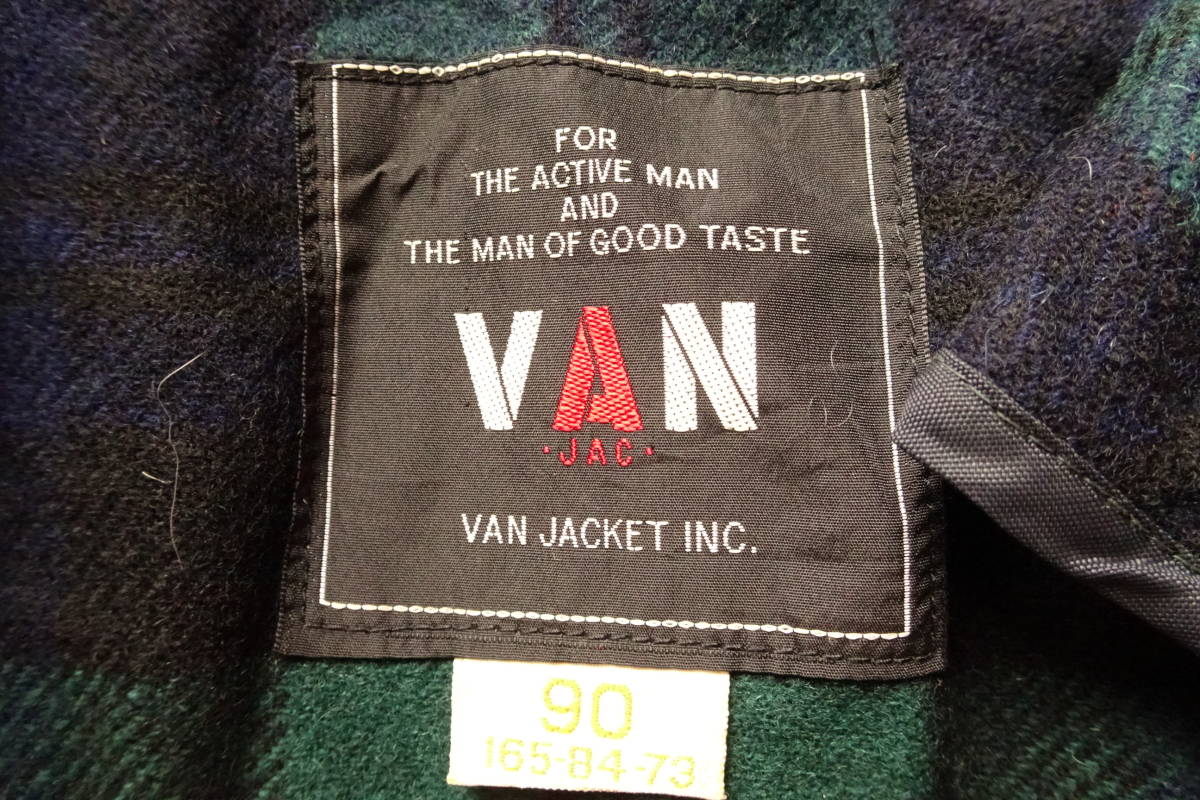 FOR
THE ACTIVE MAN
AND
THE MAN OF GOOD TASTE
VAN
·JAC·
VAN JACKET INC.
90
165-84-73